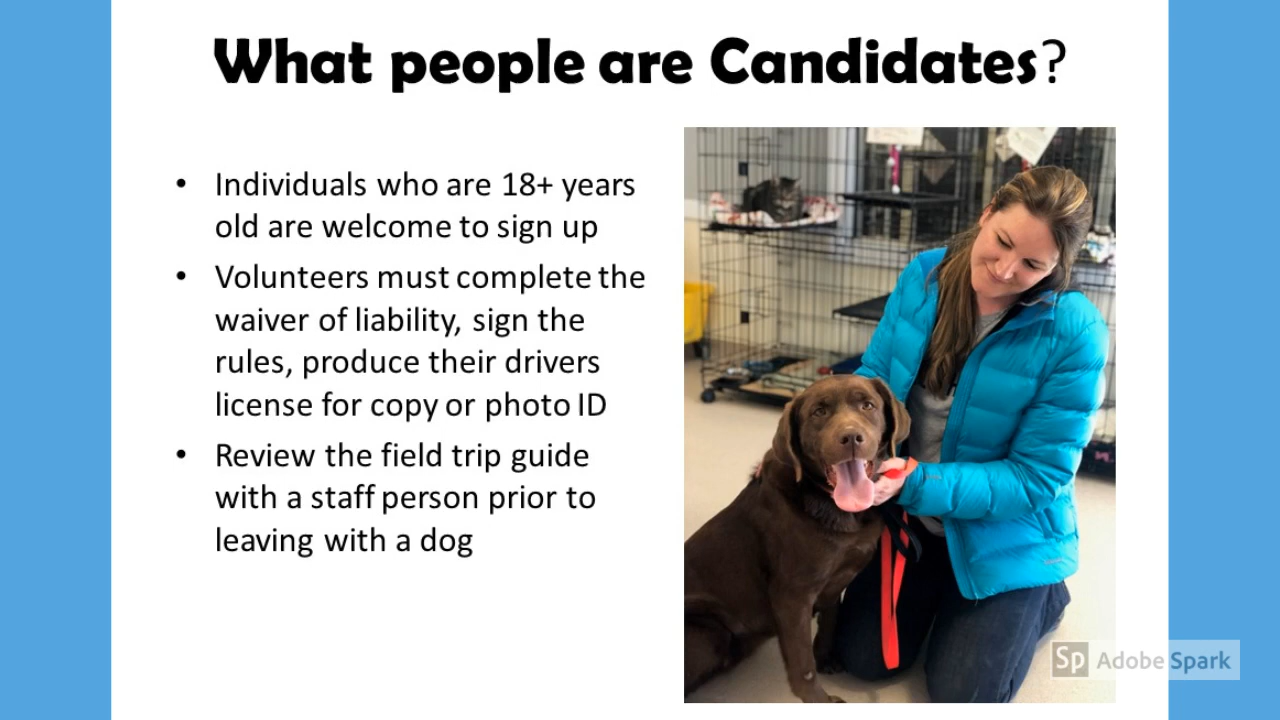 What people are Candidates?
• Individuals who are 18+ years
old are welcome to sign up
• Volunteers must complete the
waiver of liability, sign the
rules, produce their drivers
license for copy or photo ID
• Review the field trip guide
with a staff person prior to
leaving with a dog
Sp Adobe Spark